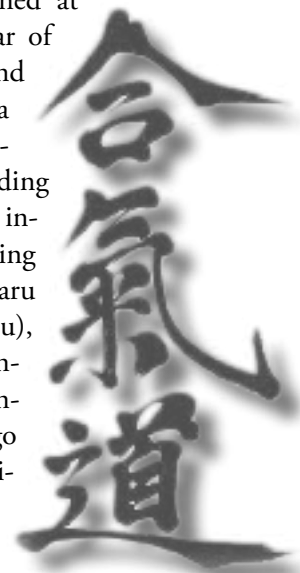 ned at
ar of
nd
a
-
ding
in-
ing
aru
u),
n-
n-
go
i-
合
氣
道